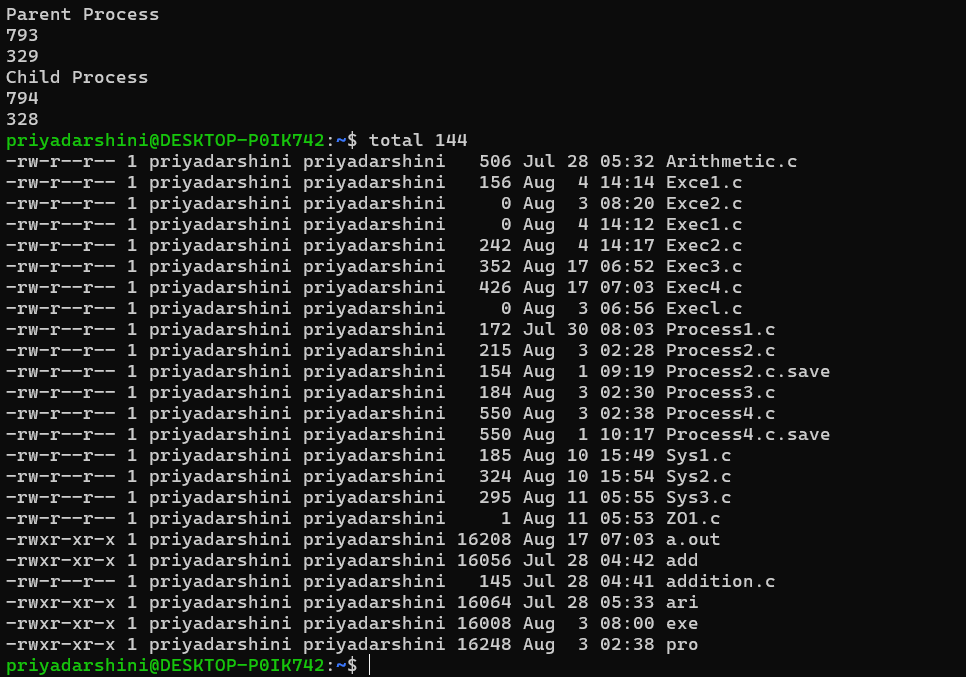 Parent Process
793
329
Child Process
794
328
priyadarshini@DESKTOP-P0IK742:~$ total 144
-rw-r--r-- 1 priyadarshini priyadarshini   506 Jul 28 05:32 Arithmetic.c
-rw-r--r-- 1 priyadarshini priyadarshini   156 Aug  4 14:14 Exce1.c
-rw-r--r-- 1 priyadarshini priyadarshini     0 Aug  3 08:20 Exce2.c
-rw-r--r-- 1 priyadarshini priyadarshini     0 Aug  4 14:12 Exec1.c
-rw-r--r-- 1 priyadarshini priyadarshini   242 Aug  4 14:17 Exec2.c
-rw-r--r-- 1 priyadarshini priyadarshini   352 Aug 17 06:52 Exec3.c
-rw-r--r-- 1 priyadarshini priyadarshini   426 Aug 17 07:03 Exec4.c
-rw-r--r-- 1 priyadarshini priyadarshini     0 Aug  3 06:56 Execl.c
-rw-r--r-- 1 priyadarshini priyadarshini   172 Jul 30 08:03 Process1.c
-rw-r--r-- 1 priyadarshini priyadarshini   215 Aug  3 02:28 Process2.c
-rw-r--r-- 1 priyadarshini priyadarshini   154 Aug  1 09:19 Process2.c.save
-rw-r--r-- 1 priyadarshini priyadarshini   184 Aug  3 02:30 Process3.c
-rw-r--r-- 1 priyadarshini priyadarshini   550 Aug  3 02:38 Process4.c
-rw-r--r-- 1 priyadarshini priyadarshini   550 Aug  1 10:17 Process4.c.save
-rw-r--r-- 1 priyadarshini priyadarshini   185 Aug 10 15:49 Sys1.c
-rw-r--r-- 1 priyadarshini priyadarshini   324 Aug 10 15:54 Sys2.c
-rw-r--r-- 1 priyadarshini priyadarshini   295 Aug 11 05:55 Sys3.c
-rw-r--r-- 1 priyadarshini priyadarshini     1 Aug 11 05:53 ZO1.c
-rwxr-xr-x 1 priyadarshini priyadarshini 16208 Aug 17 07:03 a.out
-rwxr-xr-x 1 priyadarshini priyadarshini 16056 Jul 28 04:42 add
-rw-r--r-- 1 priyadarshini priyadarshini   145 Jul 28 04:41 addition.c
-rwxr-xr-x 1 priyadarshini priyadarshini 16064 Jul 28 05:33 ari
-rwxr-xr-x 1 priyadarshini priyadarshini 16008 Aug  3 08:00 exe
-rwxr-xr-x 1 priyadarshini priyadarshini 16248 Aug  3 02:38 pro
priyadarshini@DESKTOP-P0IK742:~$